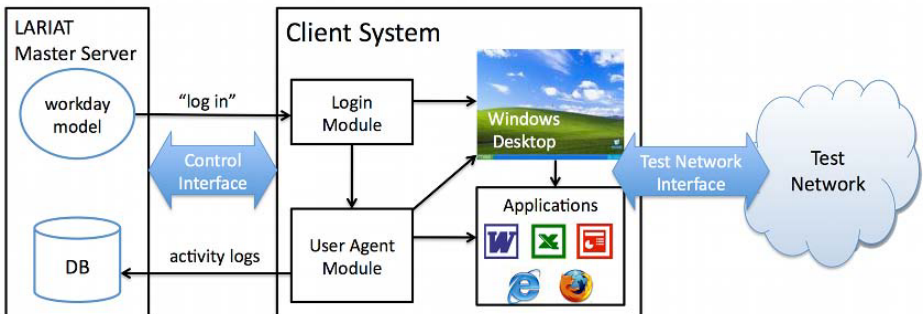 LARIAT
Master Server
workday
model
DB
"log in"
Control
Interface
activity logs
Client System
Login
Module
User Agent
Module
Windows
Desktop
Applications
W
X
Test Network
Interface
Test
Network